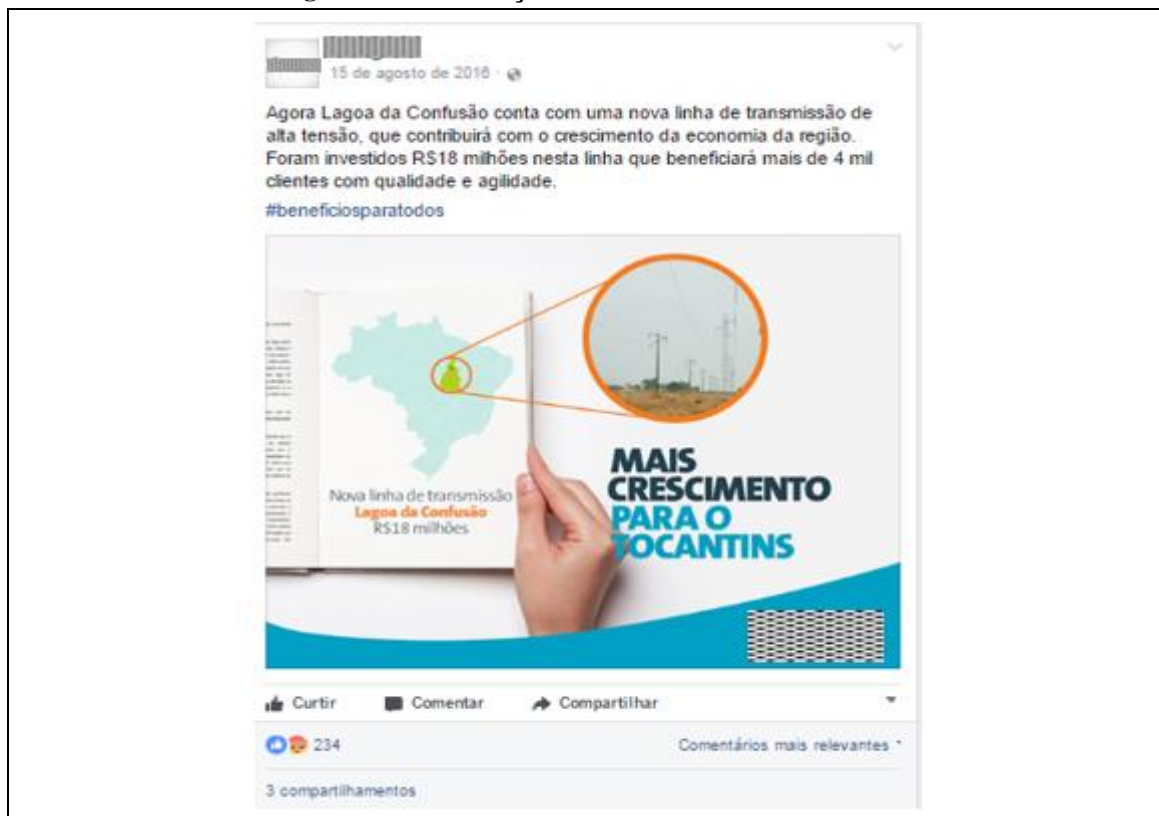 15 de agosto de 2016
Agora Lagoa da Confusão conta com uma nova linha de transmissão de
alta tensão, que contribuirá com o crescimento da economia da região.
Foram investidos R$18 milhões nesta linha que beneficiará mais de 4 mil
clientes com qualidade e agilidade.
#beneficiosparatodos
Nova linha de transmissão
Lagoa da Confusão
R$18 milhões
MAIS
CRESCIMENTO
PARA O
TOCANTINS
Curtir Comentar Compartilhar
234 Comentários mais relevantes
3 compartilhamentos